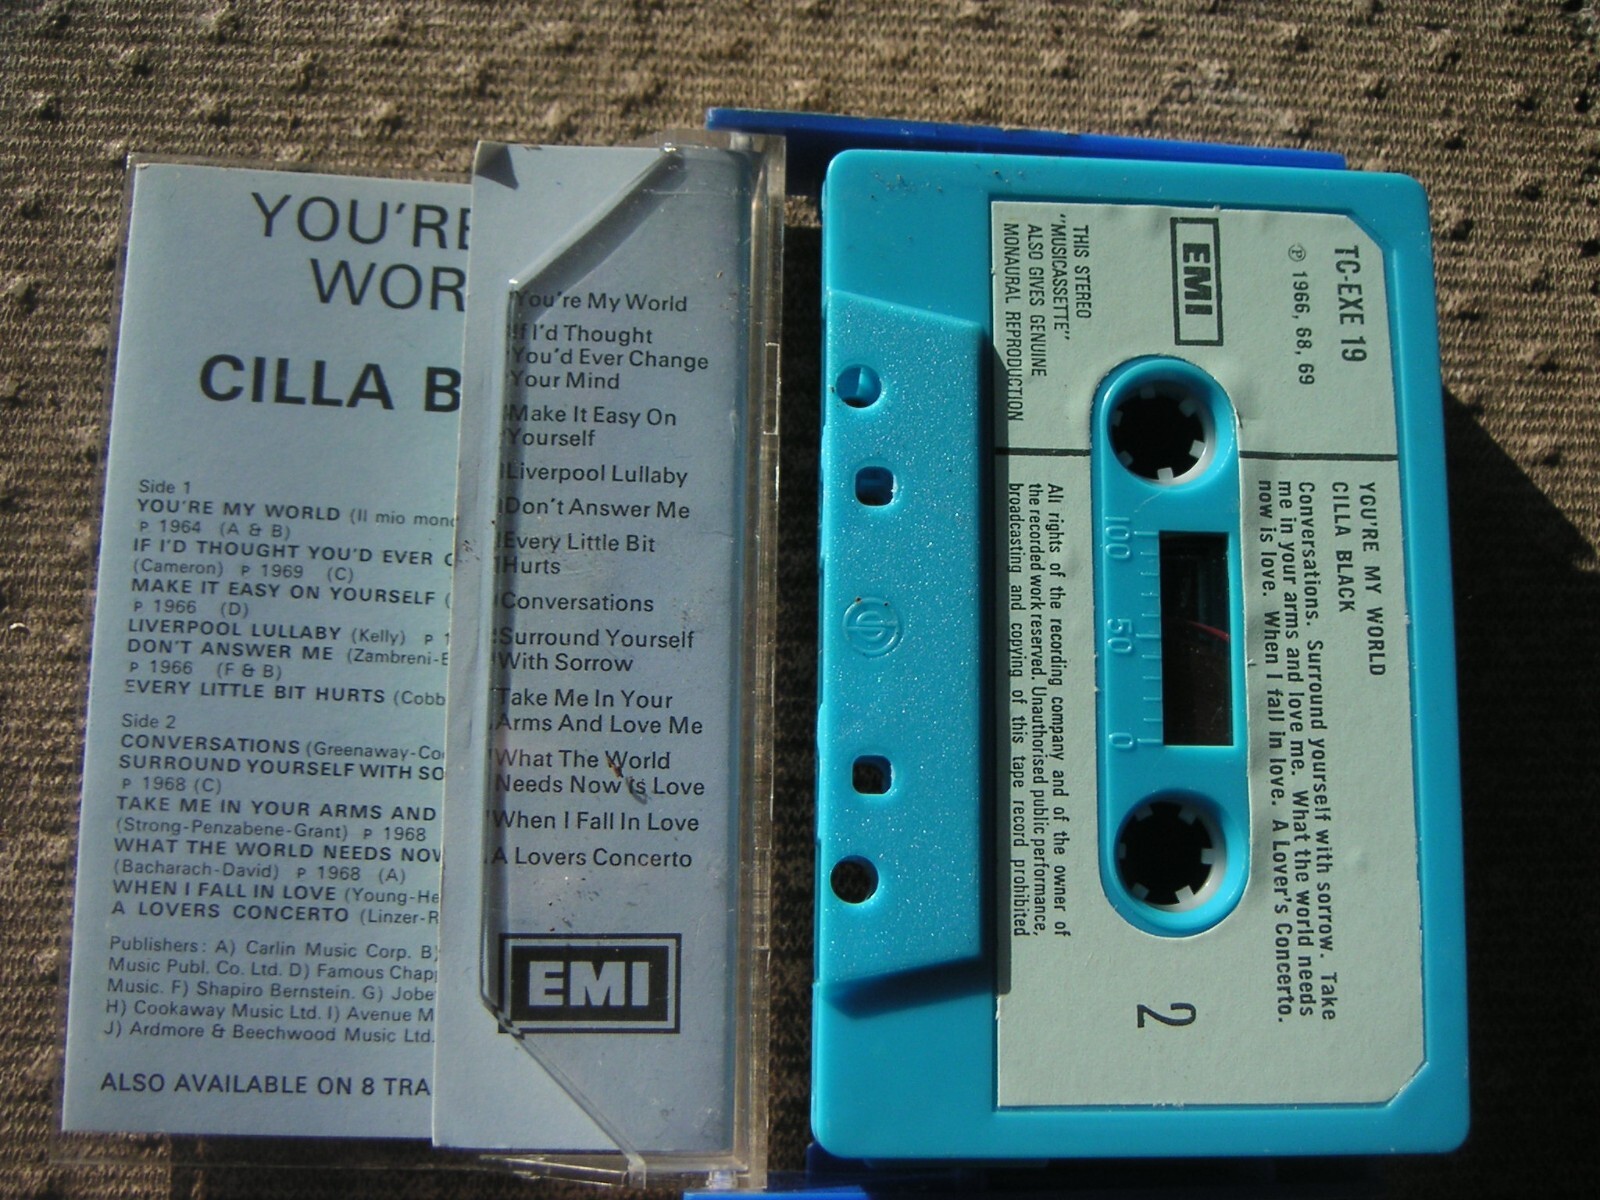 YOU'RE
WOR
CILLA B
Side 1
YOU'RE MY WORLD (Il mio mond
P 1964 (A & B)
IF I'D THOUGHT YOU'D EVER C
(Cameron) P 1969 (C)
MAKE IT EASY ON YOURSELF (
P 1966 (D)
LIVERPOOL LULLABY (Kelly) P 1
DON'T ANSWER ME (Zambreni-E
P 1966 (F & B)
EVERY LITTLE BIT HURTS (Cobb
Side 2
CONVERSATIONS (Greenaway-Coo
SURROUND YOURSELF WITH SO
P 1968 (C)
TAKE ME IN YOUR ARMS AND
(Strong-Penzabene-Grant) P 1968
WHAT THE WORLD NEEDS NOW
(Bacharach-David) P 1968 (A)
WHEN I FALL IN LOVE (Young-He
A LOVERS CONCERTO (Linzer-R
Publishers: A) Carlin Music Corp. B)
Music Publ. Co. Ltd. D) Famous Chap
Music. F) Shapiro Bernstein. G) Jobe
H) Cookaway Music Ltd. I) Avenue M
J) Ardmore & Beechwood Music Ltd.
ALSO AVAILABLE ON 8 TRA
You're My World
If I'd Thought
You'd Ever Change
Your Mind
Make It Easy On
Yourself
Liverpool Lullaby
Don't Answer Me
Every Little Bit
Hurts
Conversations
Surround Yourself
With Sorrow
Take Me In Your
Arms And Love Me
What The World
Needs Now Is Love
When I Fall In Love
A Lovers Concerto
EMI
TC-EXE 19
℗ 1966, 68, 69
EMI
THIS STEREO
"MUSICASSETTE"
ALSO GIVES GENUINE
MONAURAL REPRODUCTION
YOU'RE MY WORLD
CILLA BLACK
Conversations. Surround yourself with sorrow. Take
me in your arms and love me. What the world needs
now is love. When I fall in love. A Lover's Concerto.
100 50 0
2
All rights of the recording company and of the owner of
the recorded work reserved. Unauthorised public performance,
broadcasting and copying of this tape record prohibited